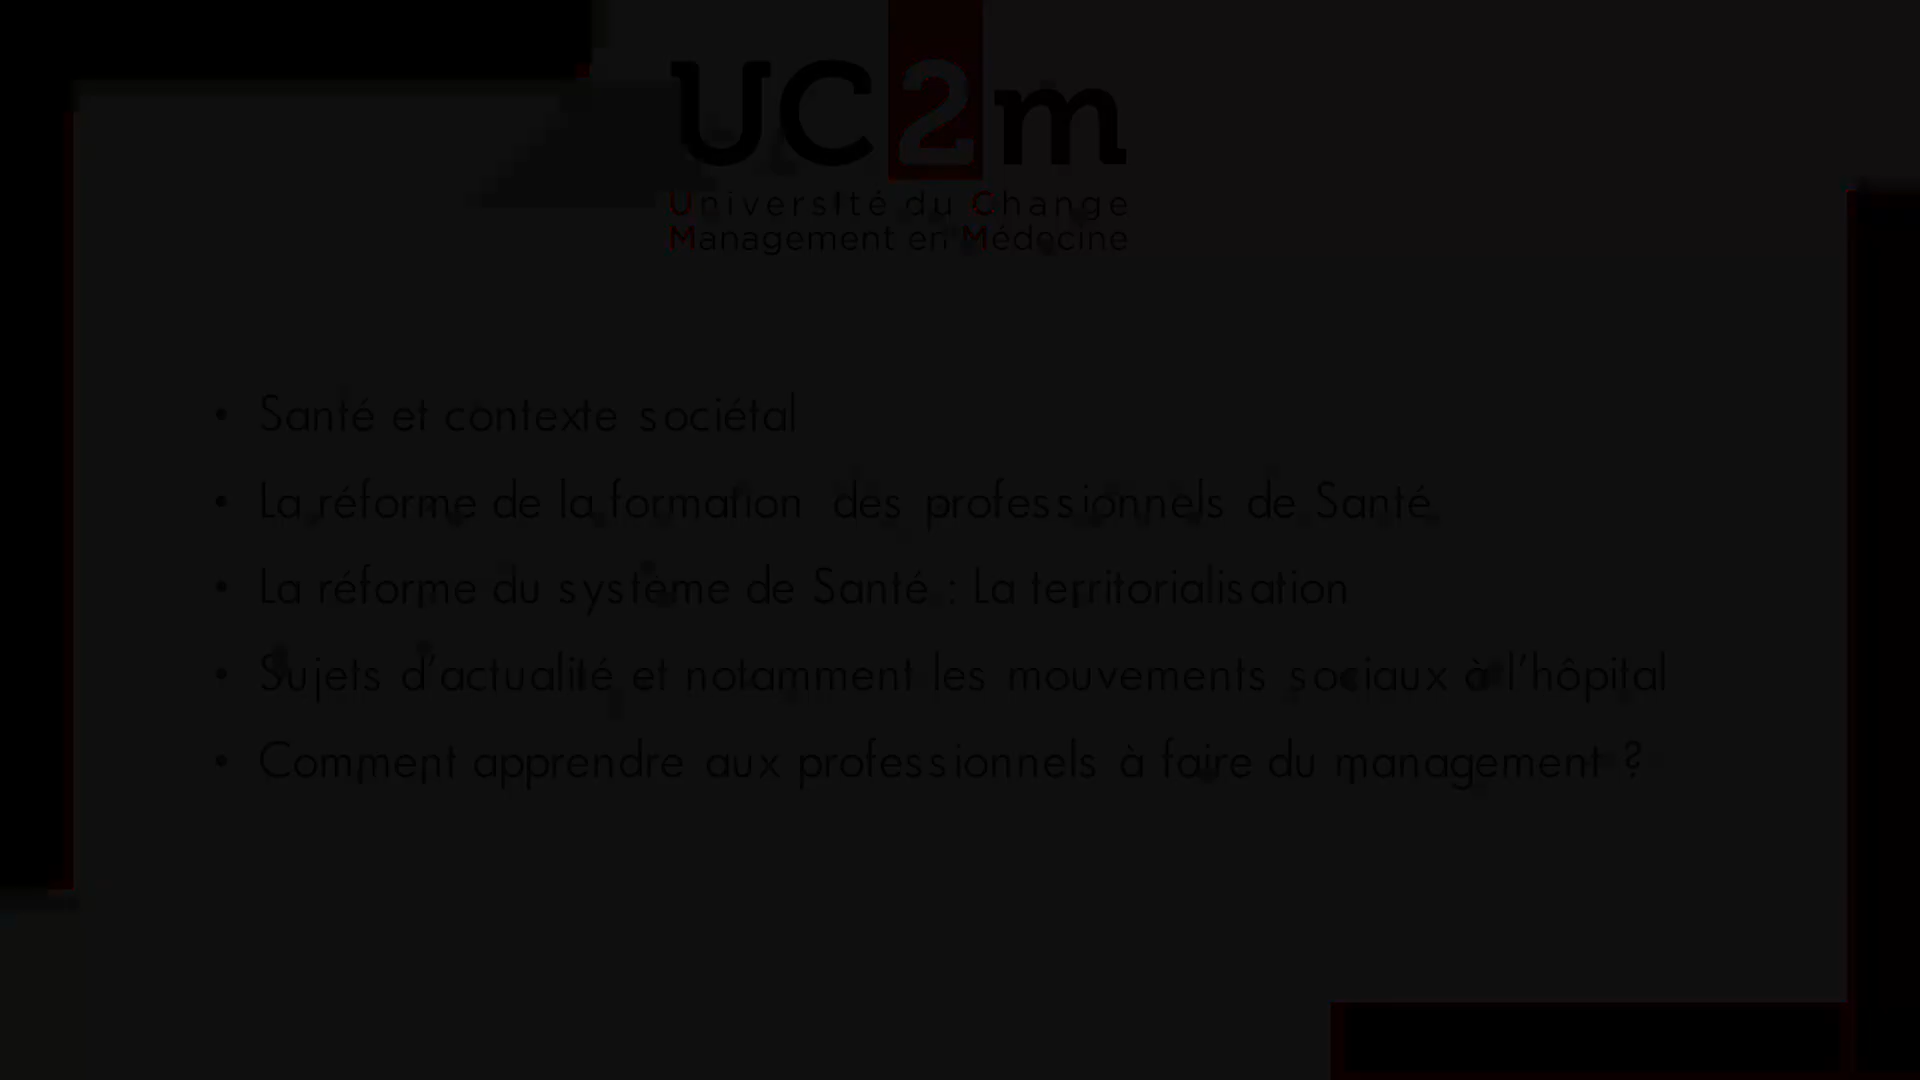 UC2m
Université du Change
Management en Médecine
• Santé et contexte sociétal
• La réforme de la formation des professionnels de Santé
• La réforme du système de Santé : La territorialisation
• Sujets d'actualité et notamment les mouvements sociaux à l'hôpital
• Comment apprendre aux professionnels à faire du management ?